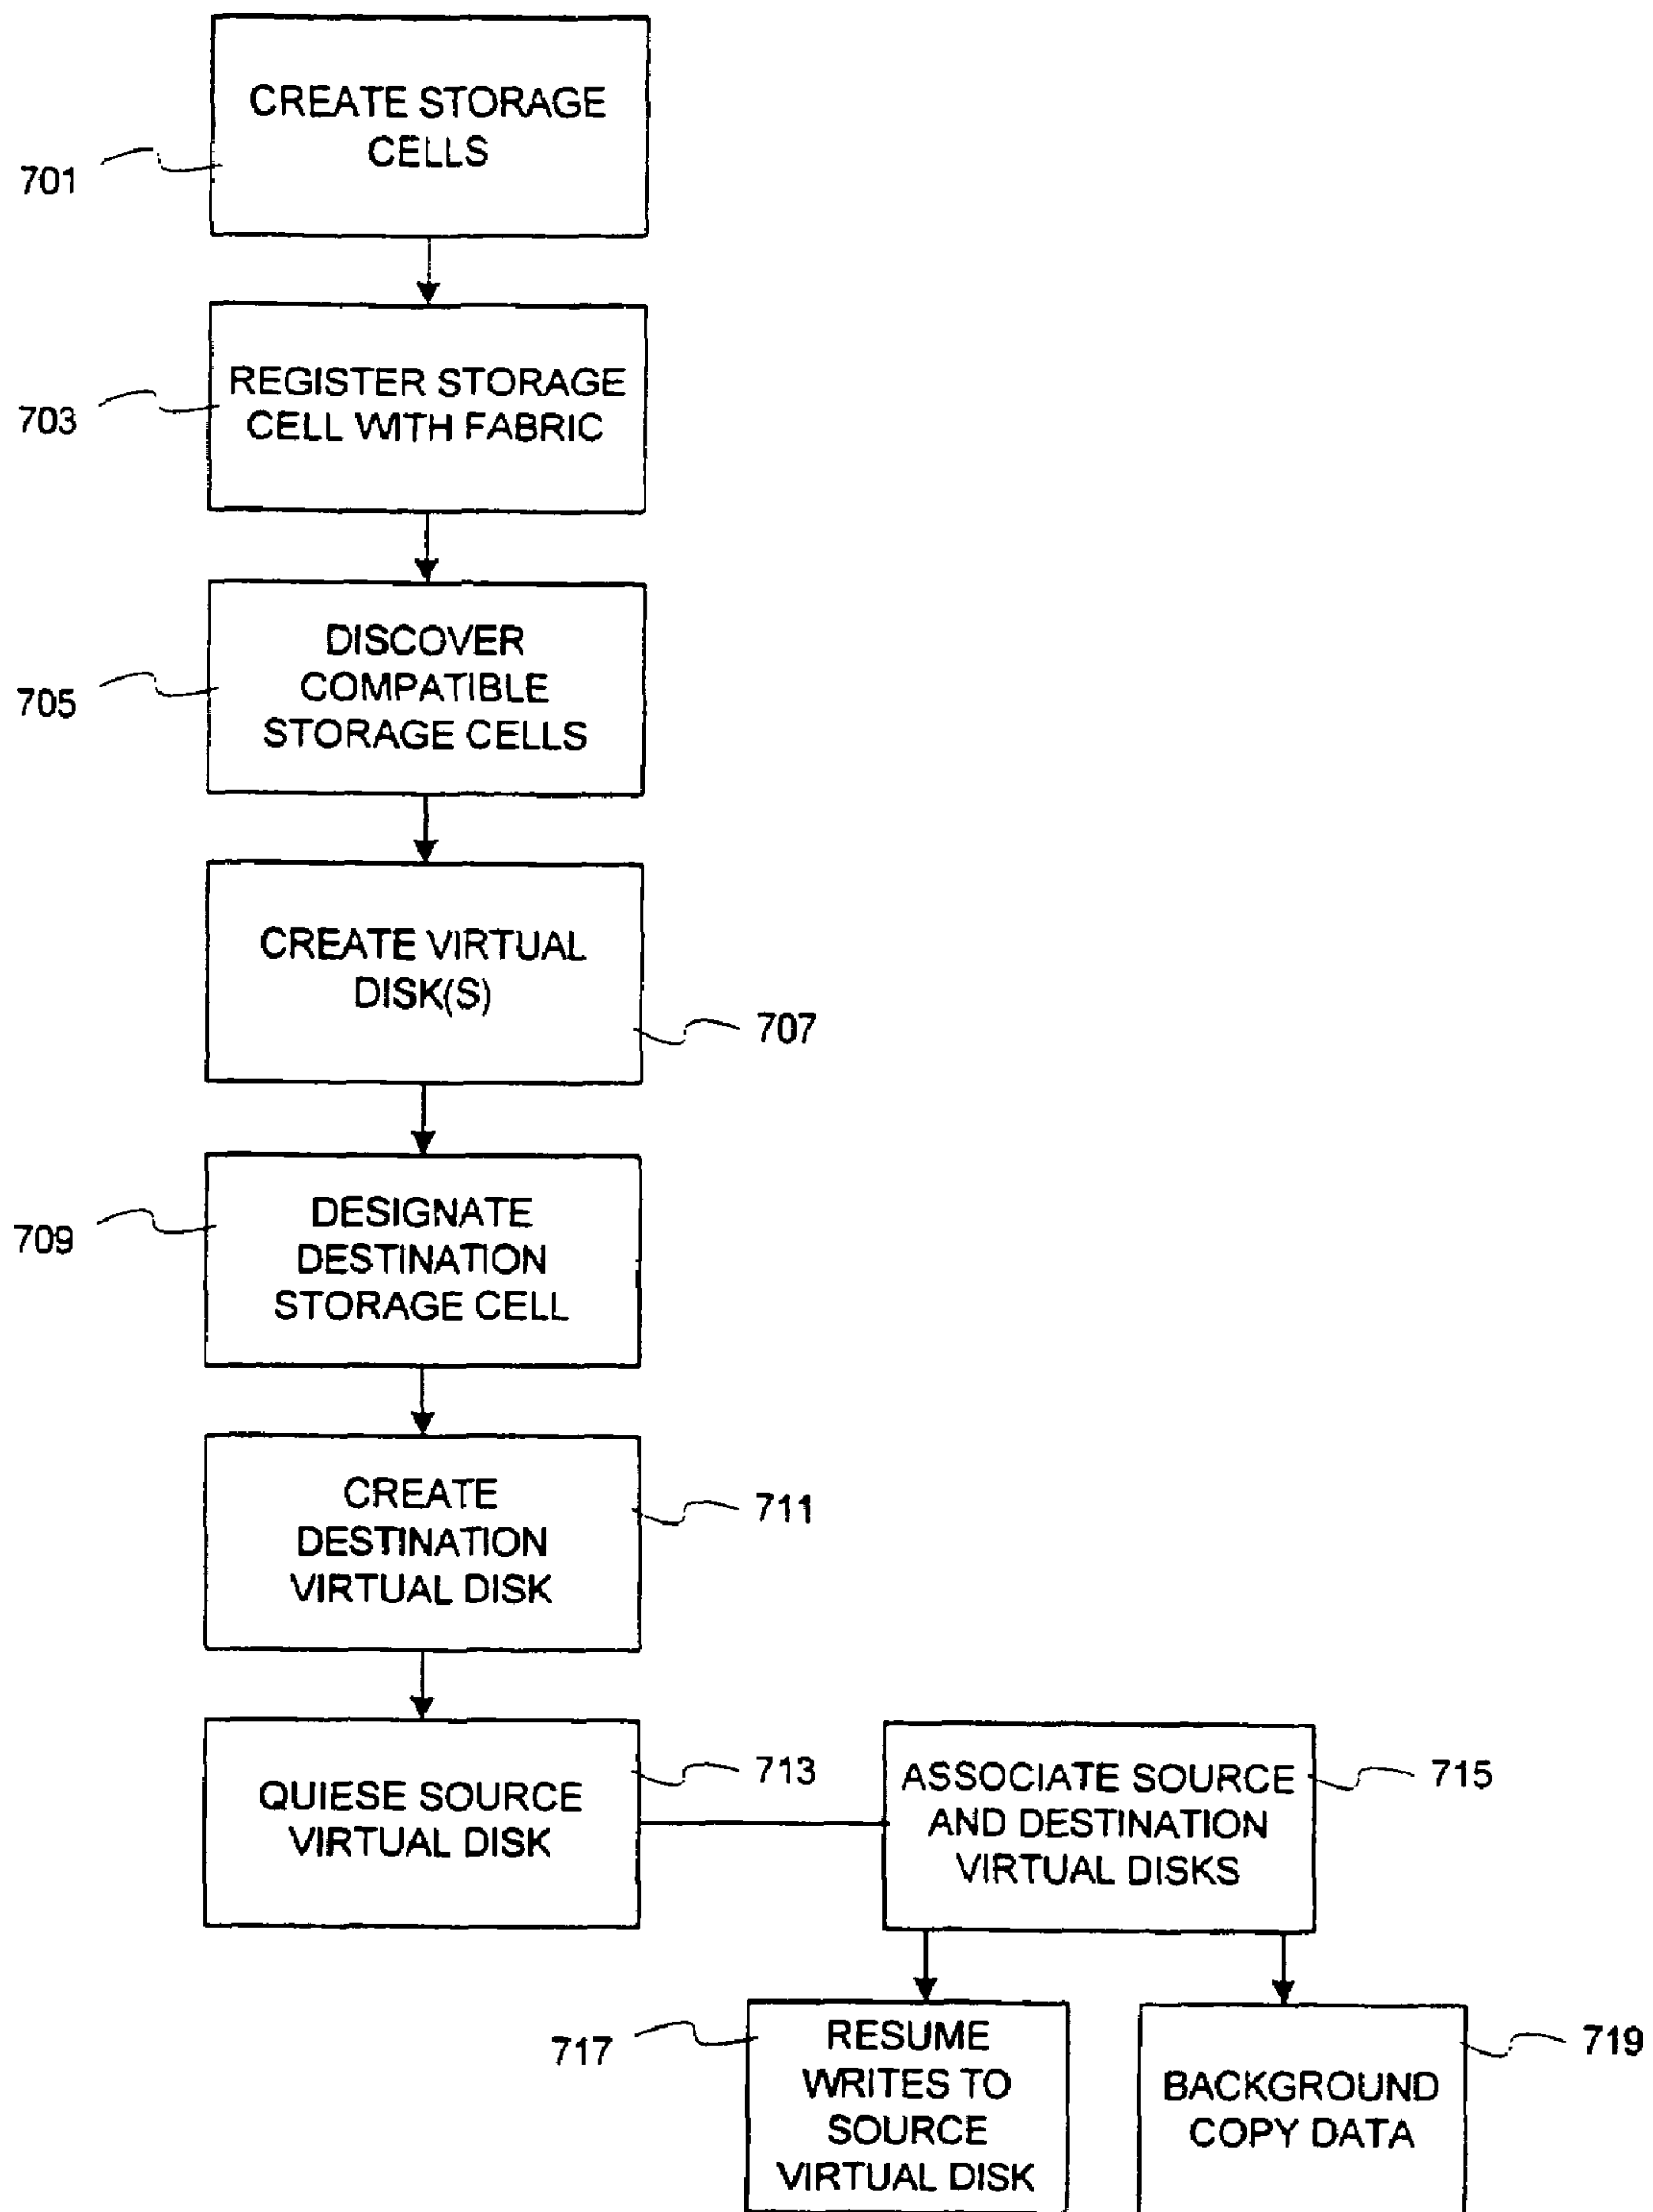 CREATE STORAGE
CELLS
701
REGISTER STORAGE
CELL WITH FABRIC
703
DISCOVER
COMPATIBLE
STORAGE CELLS
705
CREATE VIRTUAL
DISK(S)
707
DESIGNATE
DESTINATION
STORAGE CELL
709
CREATE
DESTINATION
VIRTUAL DISK
711
QUIESE SOURCE
VIRTUAL DISK
713
ASSOCIATE SOURCE
AND DESTINATION
VIRTUAL DISKS
715
RESUME
WRITES TO
SOURCE
VIRTUAL DISK
717
BACKGROUND
COPY DATA
719